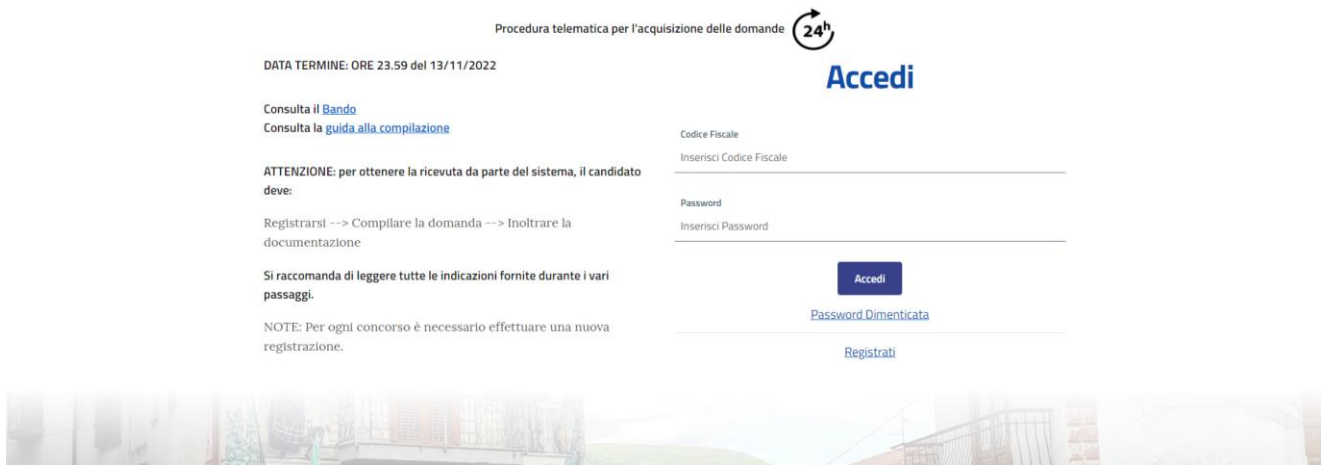 Procedura telematica per l'acquisizione delle domande 24h
DATA TERMINE: ORE 23.59 del 13/11/2022
Consulta il Bando
Consulta la guida alla compilazione
ATTENZIONE: per ottenere la ricevuta da parte del sistema, il candidato
deve:
Registrarsi --> Compilare la domanda --> Inoltrare la
documentazione
Si raccomanda di leggere tutte le indicazioni fornite durante i vari
passaggi.
NOTE: Per ogni concorso è necessario effettuare una nuova
registrazione.
Accedi
Codice Fiscale
Inserisci Codice Fiscale
Password
Inserisci Password
Accedi
Password Dimenticata
Registrati